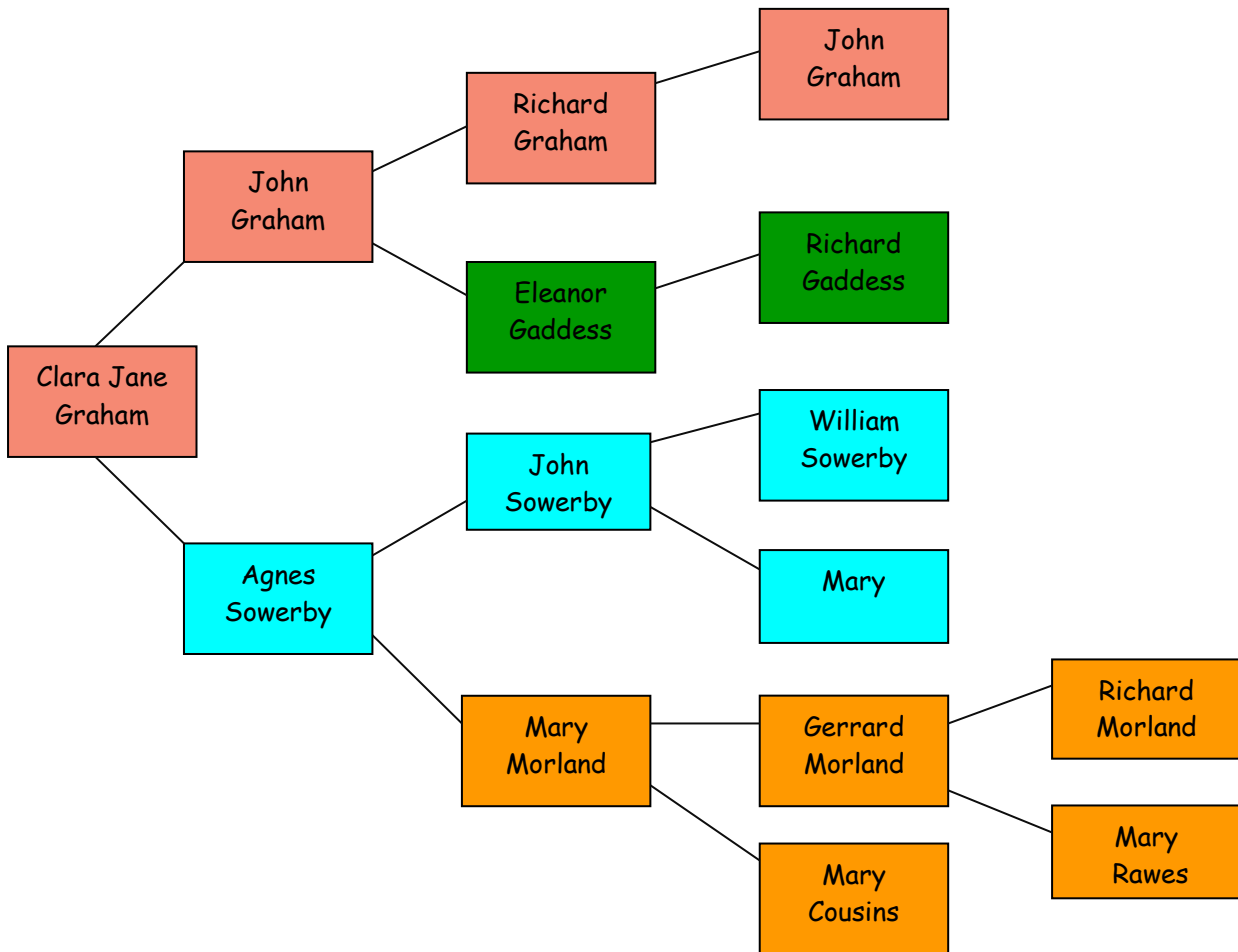 John
Graham
Richard
Graham
John
Graham
Richard
Gaddess
Eleanor
Gaddess
Clara Jane
Graham
William
Sowerby
John
Sowerby
Mary
Agnes
Sowerby
Richard
Morland
Mary
Morland
Gerrard
Morland
Mary
Rawes
Mary
Cousins